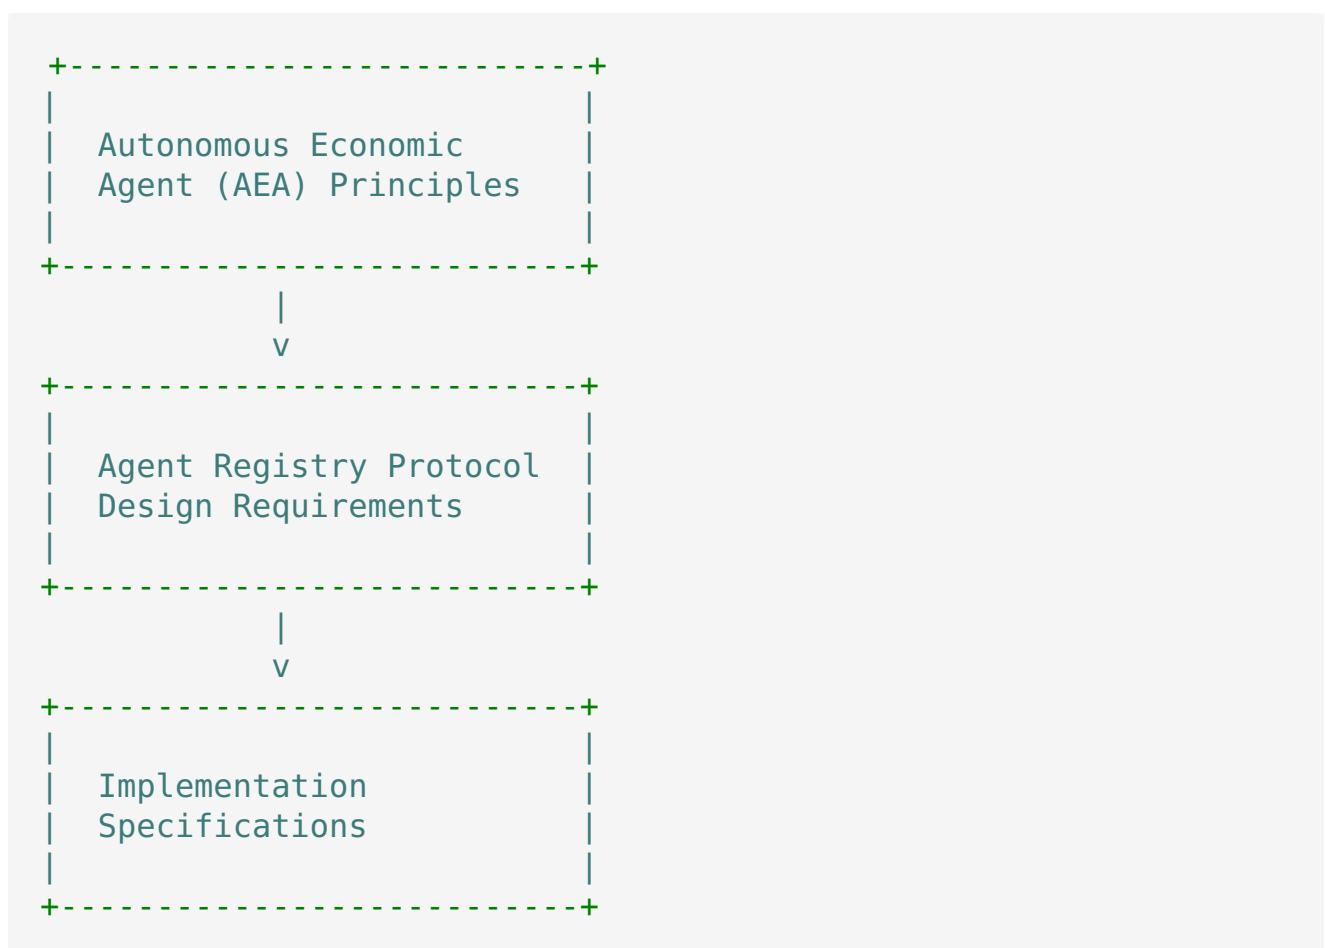 +---------------------------+
|                           |
|  Autonomous Economic      |
|  Agent (AEA) Principles   |
|                           |
+---------------------------+
            |
            v
+---------------------------+
|                           |
|  Agent Registry Protocol  |
|  Design Requirements      |
|                           |
+---------------------------+
            |
            v
+---------------------------+
|                           |
|  Implementation           |
|  Specifications           |
|                           |
+---------------------------+